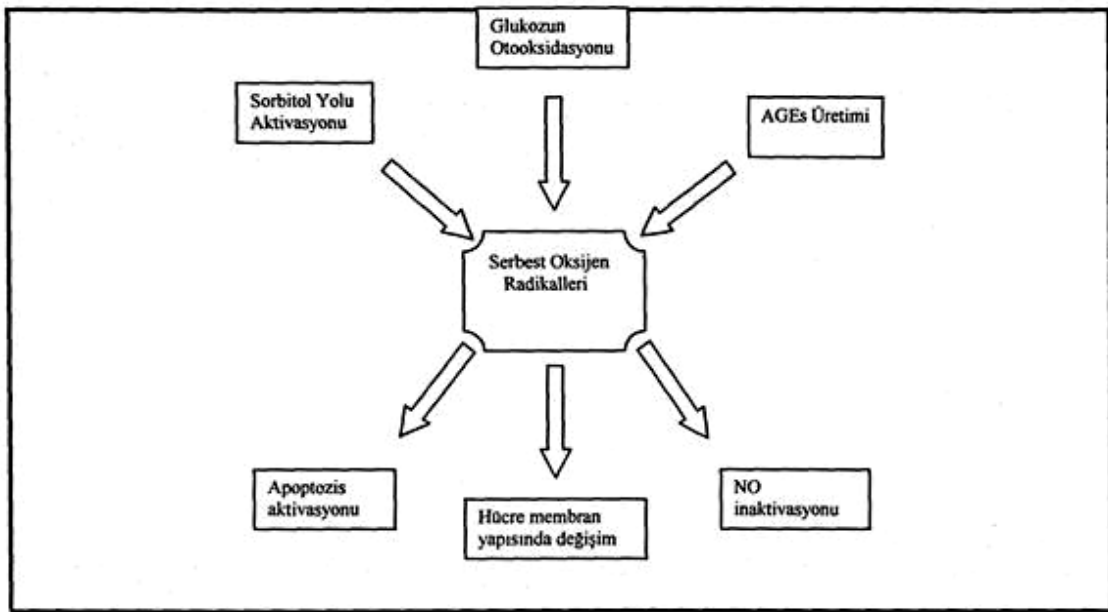 Glukozun
Otooksidasyonu
Sorbitol Yolu
Aktivasyonu
AGEs Üretimi
Serbest Oksijen
Radikalleri
Apoptozis
aktivasyonu
Hücre membran
yapısında değişim
NO
inaktivasyonu